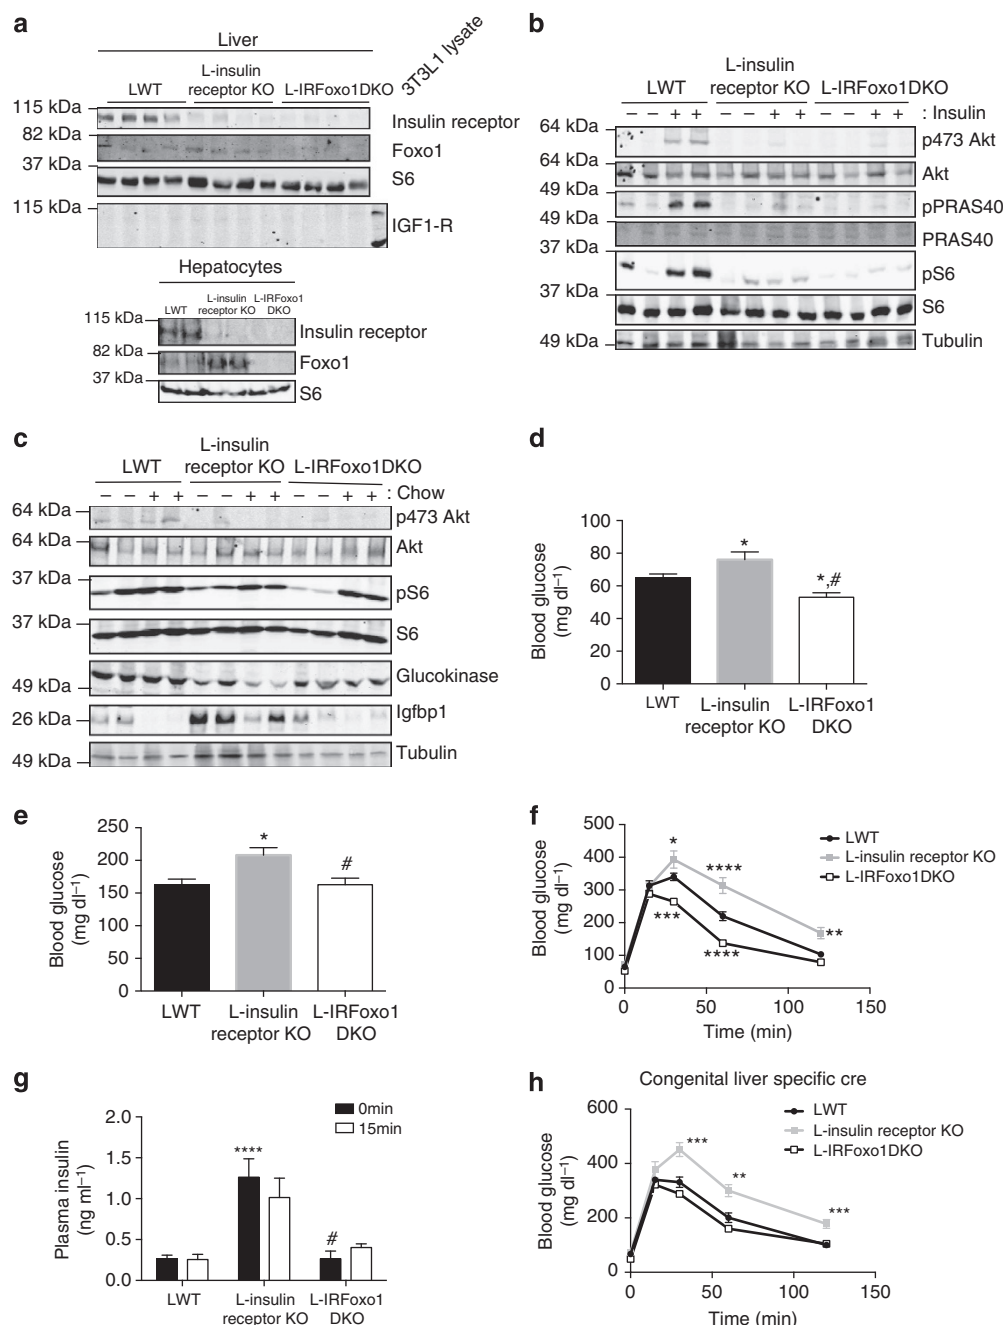 a
Liver
3T3L1 lysate
L-insulin
LWT receptor KO L-IRFoxo1DKO
115 kDa
Insulin receptor
82 kDa
Foxo1
37 kDa
S6
115 kDa
IGF1-R
Hepatocytes
L-insulin L-IRFoxo1
LWT receptor KO DKO
115 kDa
Insulin receptor
82 kDa
Foxo1
37 kDa
S6
b
L-insulin
LWT receptor KO L-IRFoxo1DKO
– – + + – – + + – – + + : Insulin
64 kDa
p473 Akt
64 kDa
Akt
49 kDa
pPRAS40
49 kDa
PRAS40
37 kDa
pS6
37 kDa
S6
49 kDa
Tubulin
c
L-insulin
LWT receptor KO L-IRFoxo1DKO
– – + + – – + + – – + + : Chow
64 kDa
p473 Akt
64 kDa
Akt
37 kDa
pS6
37 kDa
S6
Glucokinase
49 kDa
26 kDa
Igfbp1
Tubulin
49 kDa
d
Blood glucose
(mg dl–1)
100
80
60
40
20
0
*
*,#
LWT
L-insulin
receptor KO
L-IRFoxo1
DKO
e
Blood glucose
(mg dl–1)
250
200
150
100
50
0
*
#
LWT
L-insulin
receptor KO
L-IRFoxo1
DKO
f
Blood glucose
(mg dl–1)
500
400
300
200
100
0
LWT
L-insulin receptor KO
L-IRFoxo1DKO
*
****
**
***
****
0 50 100 150
Time (min)
g
Plasma insulin
(ng ml–1)
2.0
1.5
1.0
0.5
0.0
0min
15min
****
#
LWT
L-insulin
receptor KO
L-IRFoxo1
DKO
h
Congenital liver specific cre
Blood glucose
(mg dl–1)
600
400
200
0
LWT
L-insulin receptor KO
L-IRFoxo1DKO
***
**
***
0 50 100 150
Time (min)